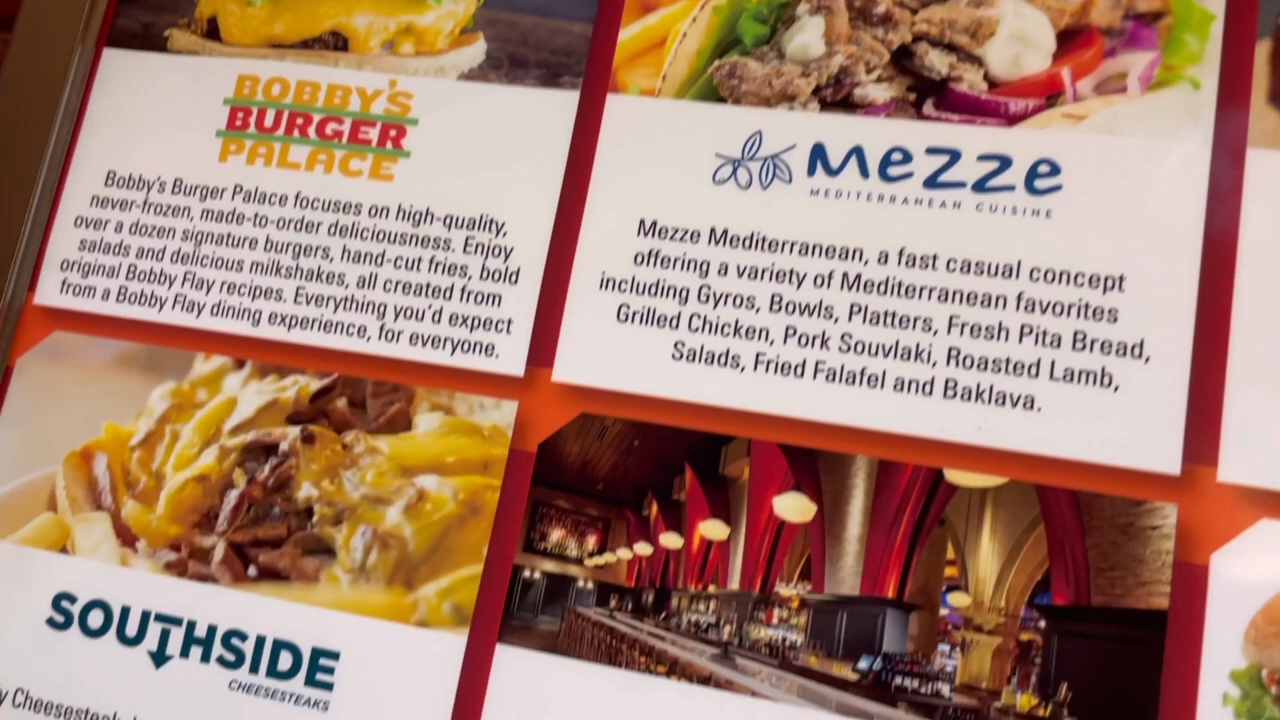 BOBBY'S
BURGER
PALACE
Bobby's Burger Palace focuses on high-quality,
never-frozen, made-to-order deliciousness. Enjoy
over a dozen signature burgers, hand-cut fries, bold
salads and delicious milkshakes, all created from
original Bobby Flay recipes. Everything you'd expect
from a Bobby Flay dining experience, for everyone.
Mezze
MEDITERRANEAN CUISINE
Mezze Mediterranean, a fast casual concept
offering a variety of Mediterranean favorites
including Gyros, Bowls, Platters, Fresh Pita Bread,
Grilled Chicken, Pork Souvlaki, Roasted Lamb,
Salads, Fried Falafel and Baklava.
SOUTHSIDE
CHEESESTEAKS